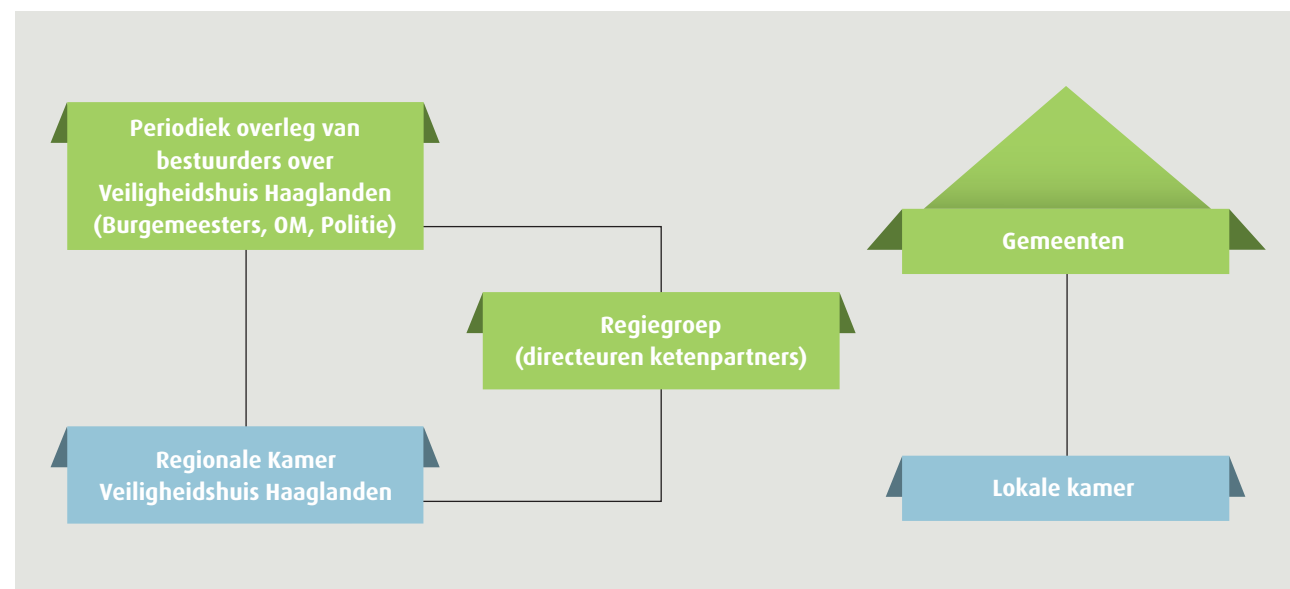 Periodiek overleg van
bestuurders over
Veiligheidshuis Haaglanden
(Burgemeesters, OM, Politie)
Regiegroep
(directeuren ketenpartners)
Regionale Kamer
Veiligheidshuis Haaglanden
Gemeenten
Lokale kamer